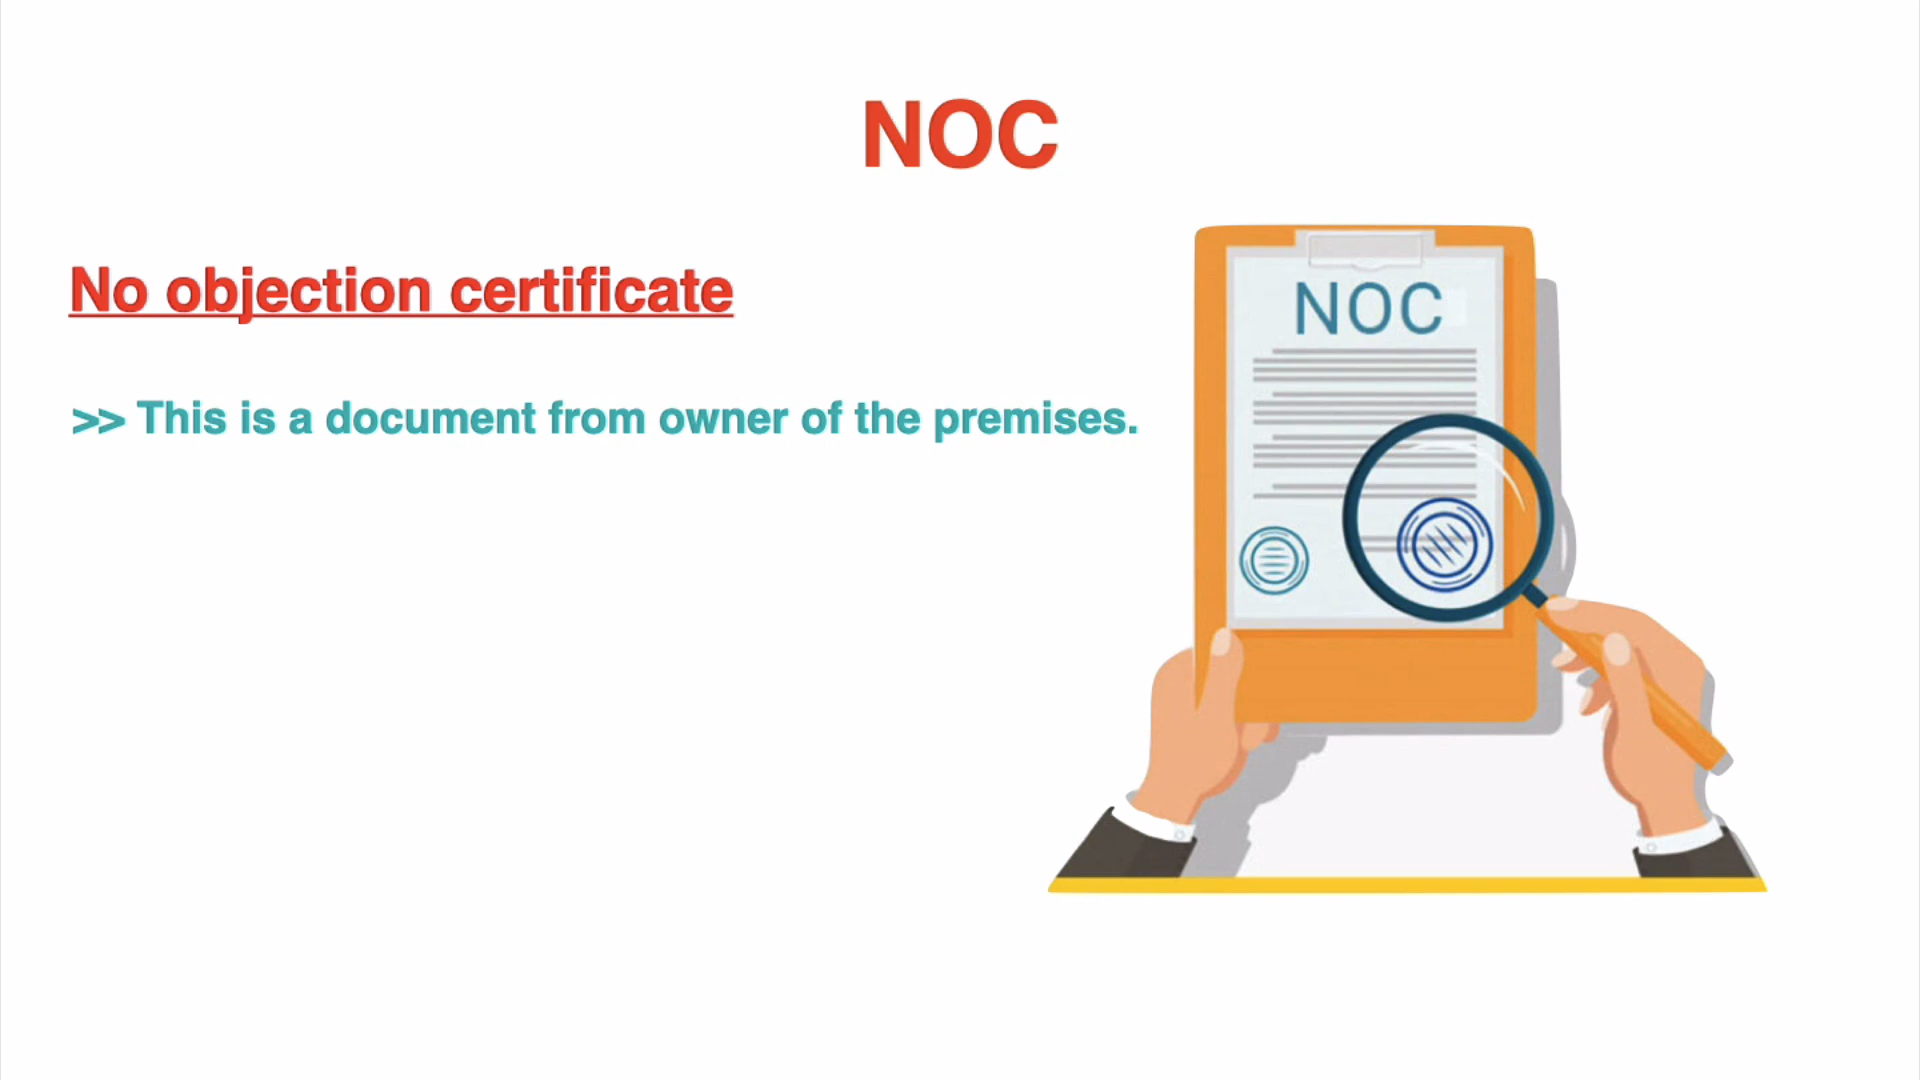 NOC
No objection certificate
>> This is a document from owner of the premises.
NOC